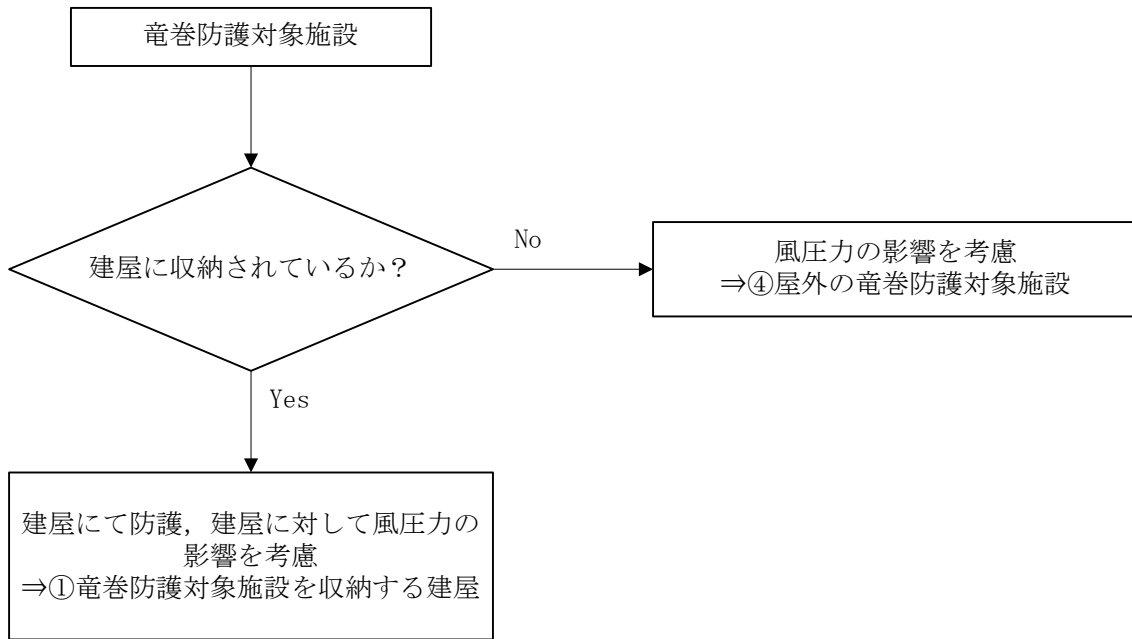 竜巻防護対象施設
建屋に収納されているか？
No
風圧力の影響を考慮
⇒④屋外の竜巻防護対象施設
Yes
建屋にて防護，建屋に対して風圧力の
影響を考慮
⇒①竜巻防護対象施設を収納する建屋